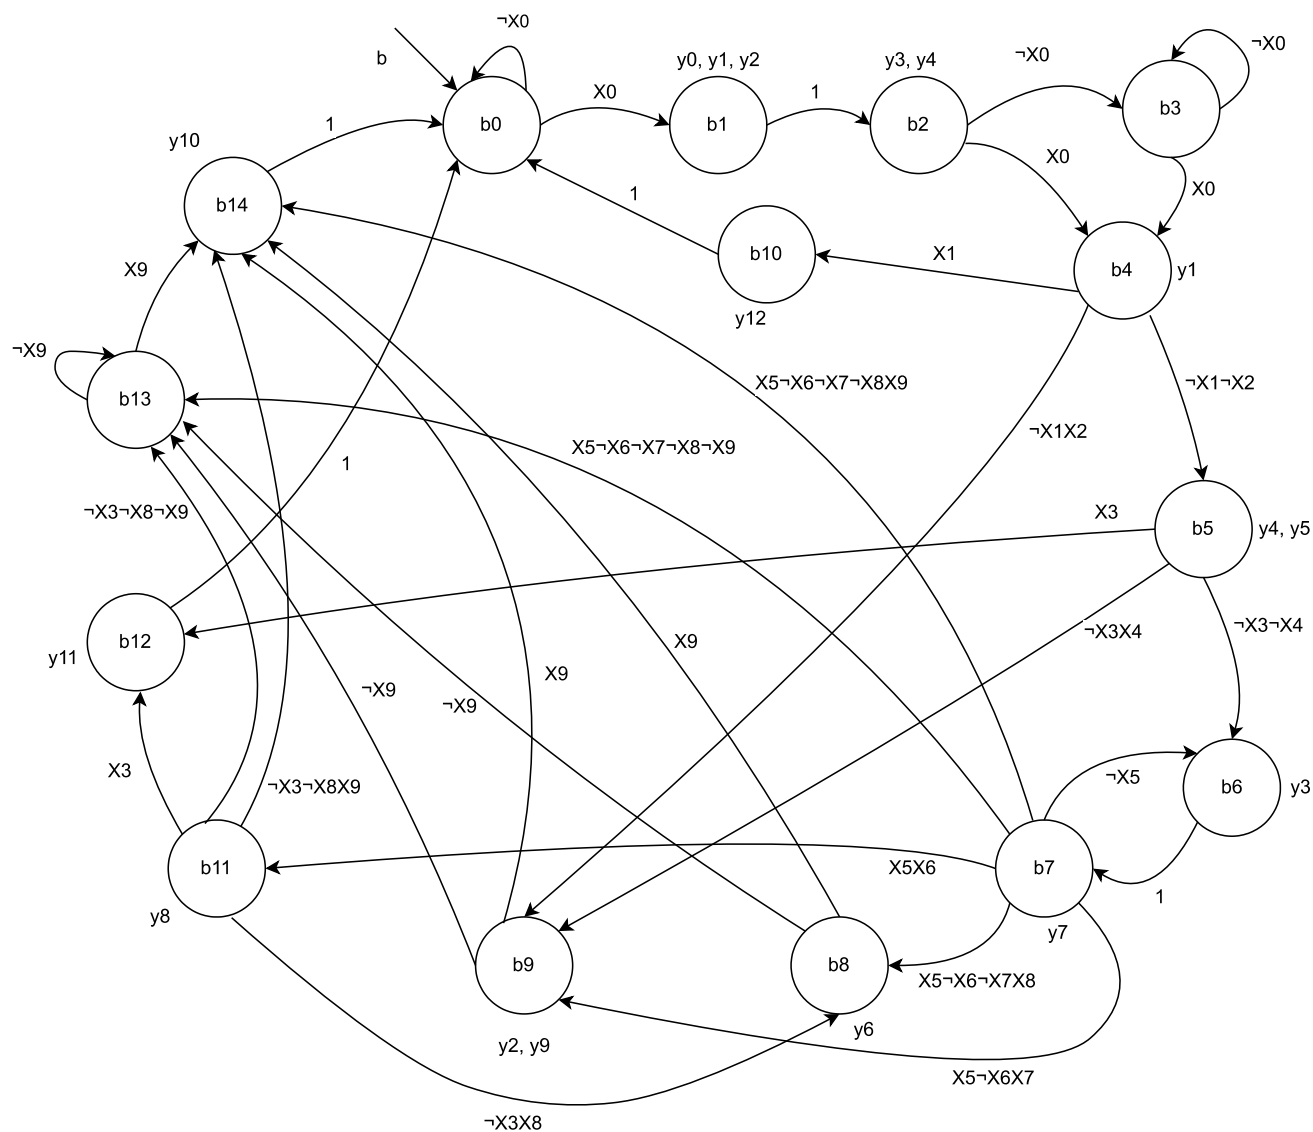 ¬X0
¬X0
¬X0
b
y0, y1, y2
y3, y4
X0
1
b0
b1
b2
b3
1
y10
X0
X0
b14
1
b10
X1
b4
y1
y12
X9
¬X9
b13
X5¬X6¬X7¬X8X9
¬X1¬X2
¬X1X2
X5¬X6¬X7¬X8¬X9
1
¬X3¬X8¬X9
X3
b5
y4, y5
b12
y11
¬X3X4
¬X3¬X4
X9
X9
¬X9
¬X9
X3
¬X3¬X8X9
¬X5
b6
y3
b11
X5X6
b7
1
y8
y7
b9
b8
X5¬X6¬X7X8
y2, y9
y6
X5¬X6X7
¬X3X8